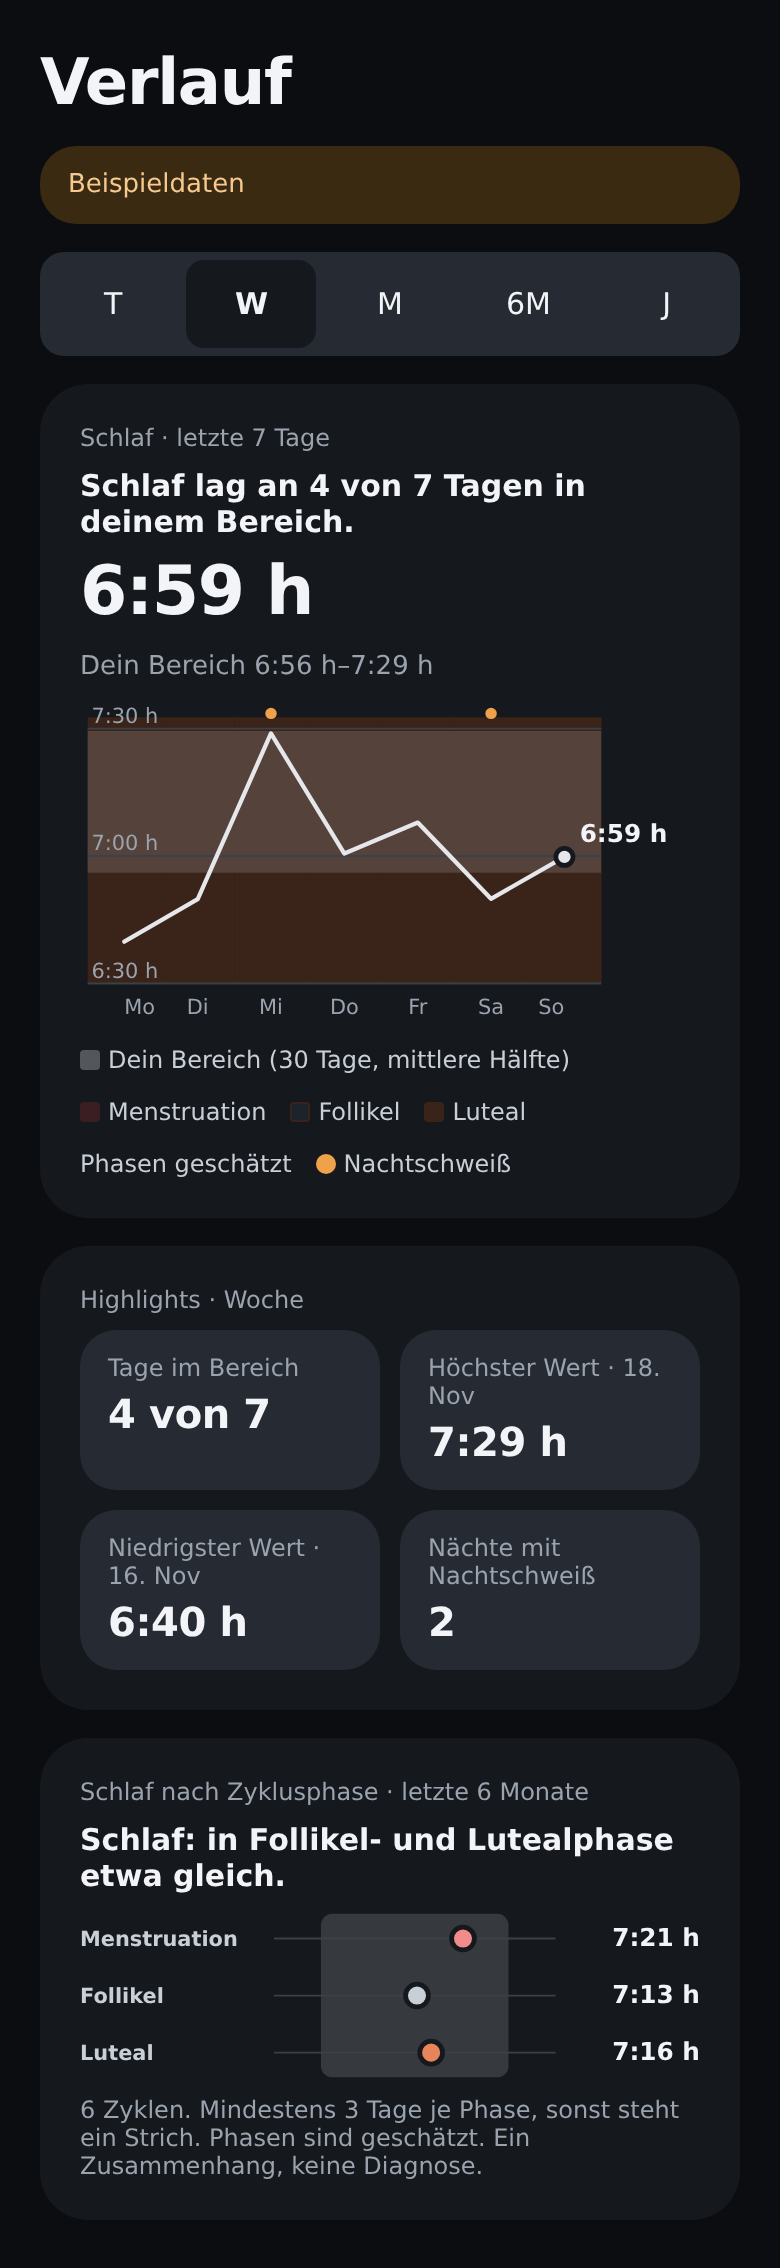 Verlauf
Beispieldaten
T W M 6M J
Schlaf · letzte 7 Tage
Schlaf lag an 4 von 7 Tagen in
deinem Bereich.
6:59 h
Dein Bereich 6:56 h–7:29 h
7:30 h
7:00 h
6:59 h
6:30 h
Mo Di Mi Do Fr Sa So
Dein Bereich (30 Tage, mittlere Hälfte)
Menstruation Follikel Luteal
Phasen geschätzt Nachtschweiß
Highlights · Woche
Tage im Bereich
4 von 7
Höchster Wert · 18.
Nov
7:29 h
Niedrigster Wert ·
16. Nov
6:40 h
Nächte mit
Nachtschweiß
2
Schlaf nach Zyklusphase · letzte 6 Monate
Schlaf: in Follikel- und Lutealphase
etwa gleich.
Menstruation 7:21 h
Follikel 7:13 h
Luteal 7:16 h
6 Zyklen. Mindestens 3 Tage je Phase, sonst steht
ein Strich. Phasen sind geschätzt. Ein
Zusammenhang, keine Diagnose.